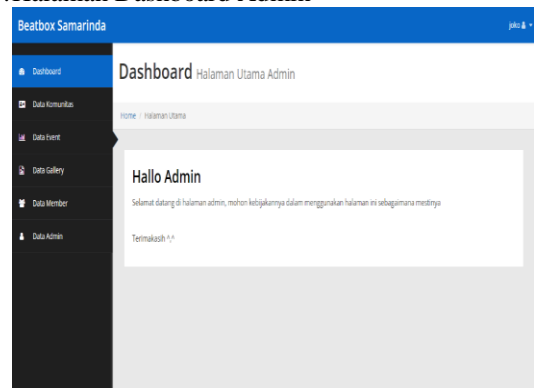 Halaman Dashboard Admin
Beatbox Samarinda
joko
Dashboard
Data Komunitas
Data Event
Data Gallery
Data Member
Data Admin
Dashboard Halaman Utama Admin
Home / Halaman Utama
Hallo Admin
Selamat datang di halaman admin, mohon kebijakannya dalam menggunakan halaman ini sebagaimana mestinya
Terimakasih ^,^